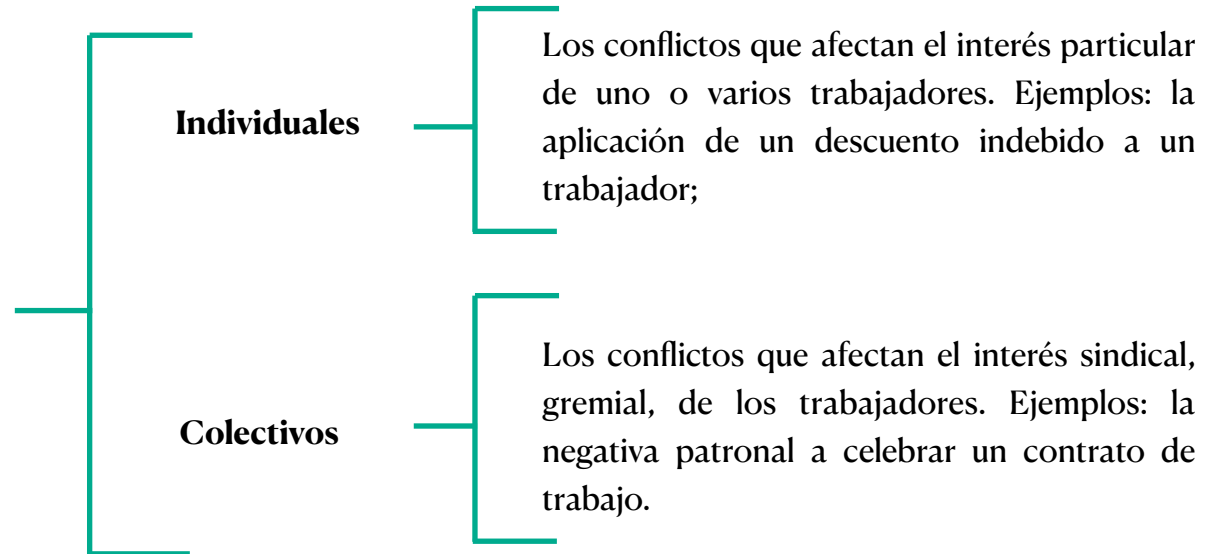 Individuales
Los conflictos que afectan el interés particular
de uno o varios trabajadores. Ejemplos: la
aplicación de un descuento indebido a un
trabajador;
Colectivos
Los conflictos que afectan el interés sindical,
gremial, de los trabajadores. Ejemplos: la
negativa patronal a celebrar un contrato de
trabajo.